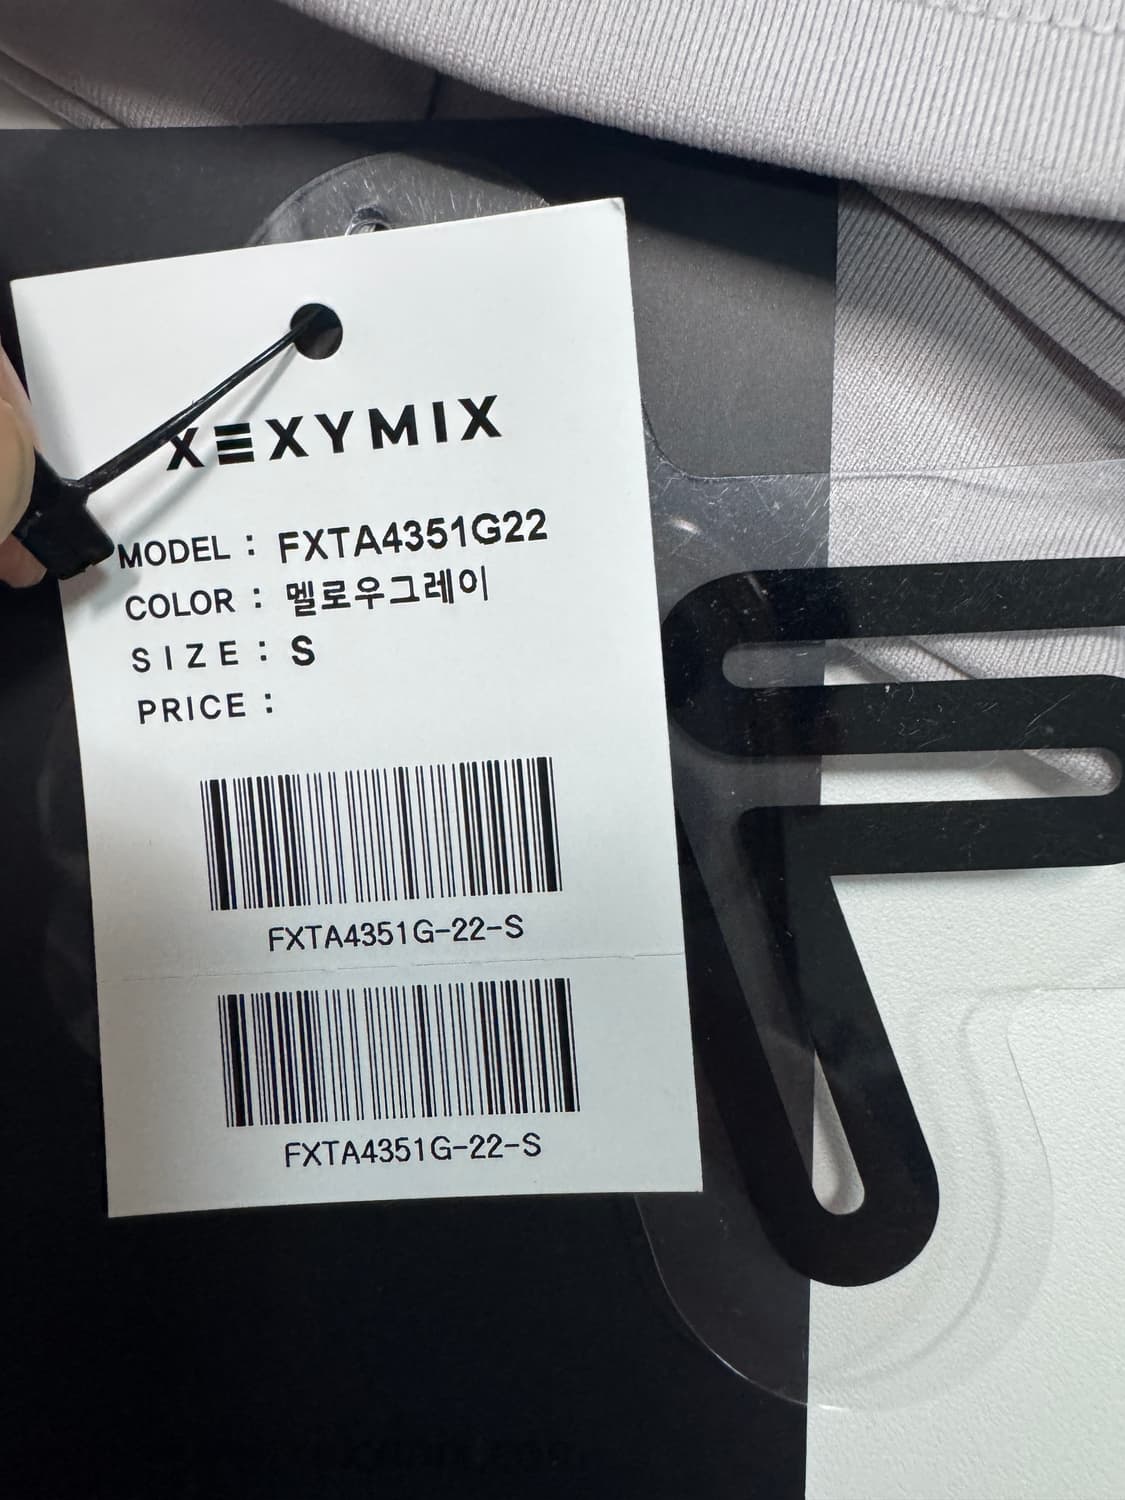 XEXYMIX
MODEL : FXTA4351G22
COLOR : 멜로우그레이
SIZE : S
PRICE :
FXTA4351G-22-S
FXTA4351G-22-S